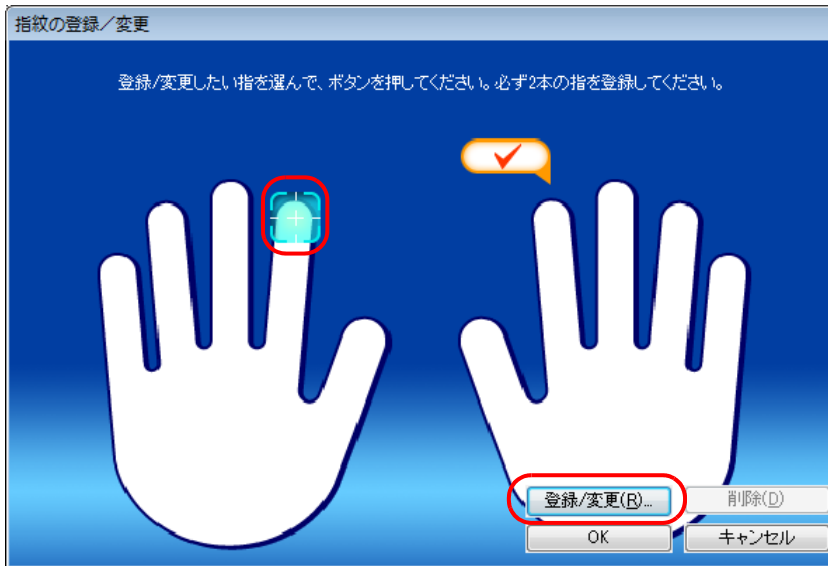 指紋の登録／変更
登録/変更したい指を選んで、ボタンを押してください。必ず2本の指を登録してください。
登録/変更(R)...
削除(D)
OK
キャンセル